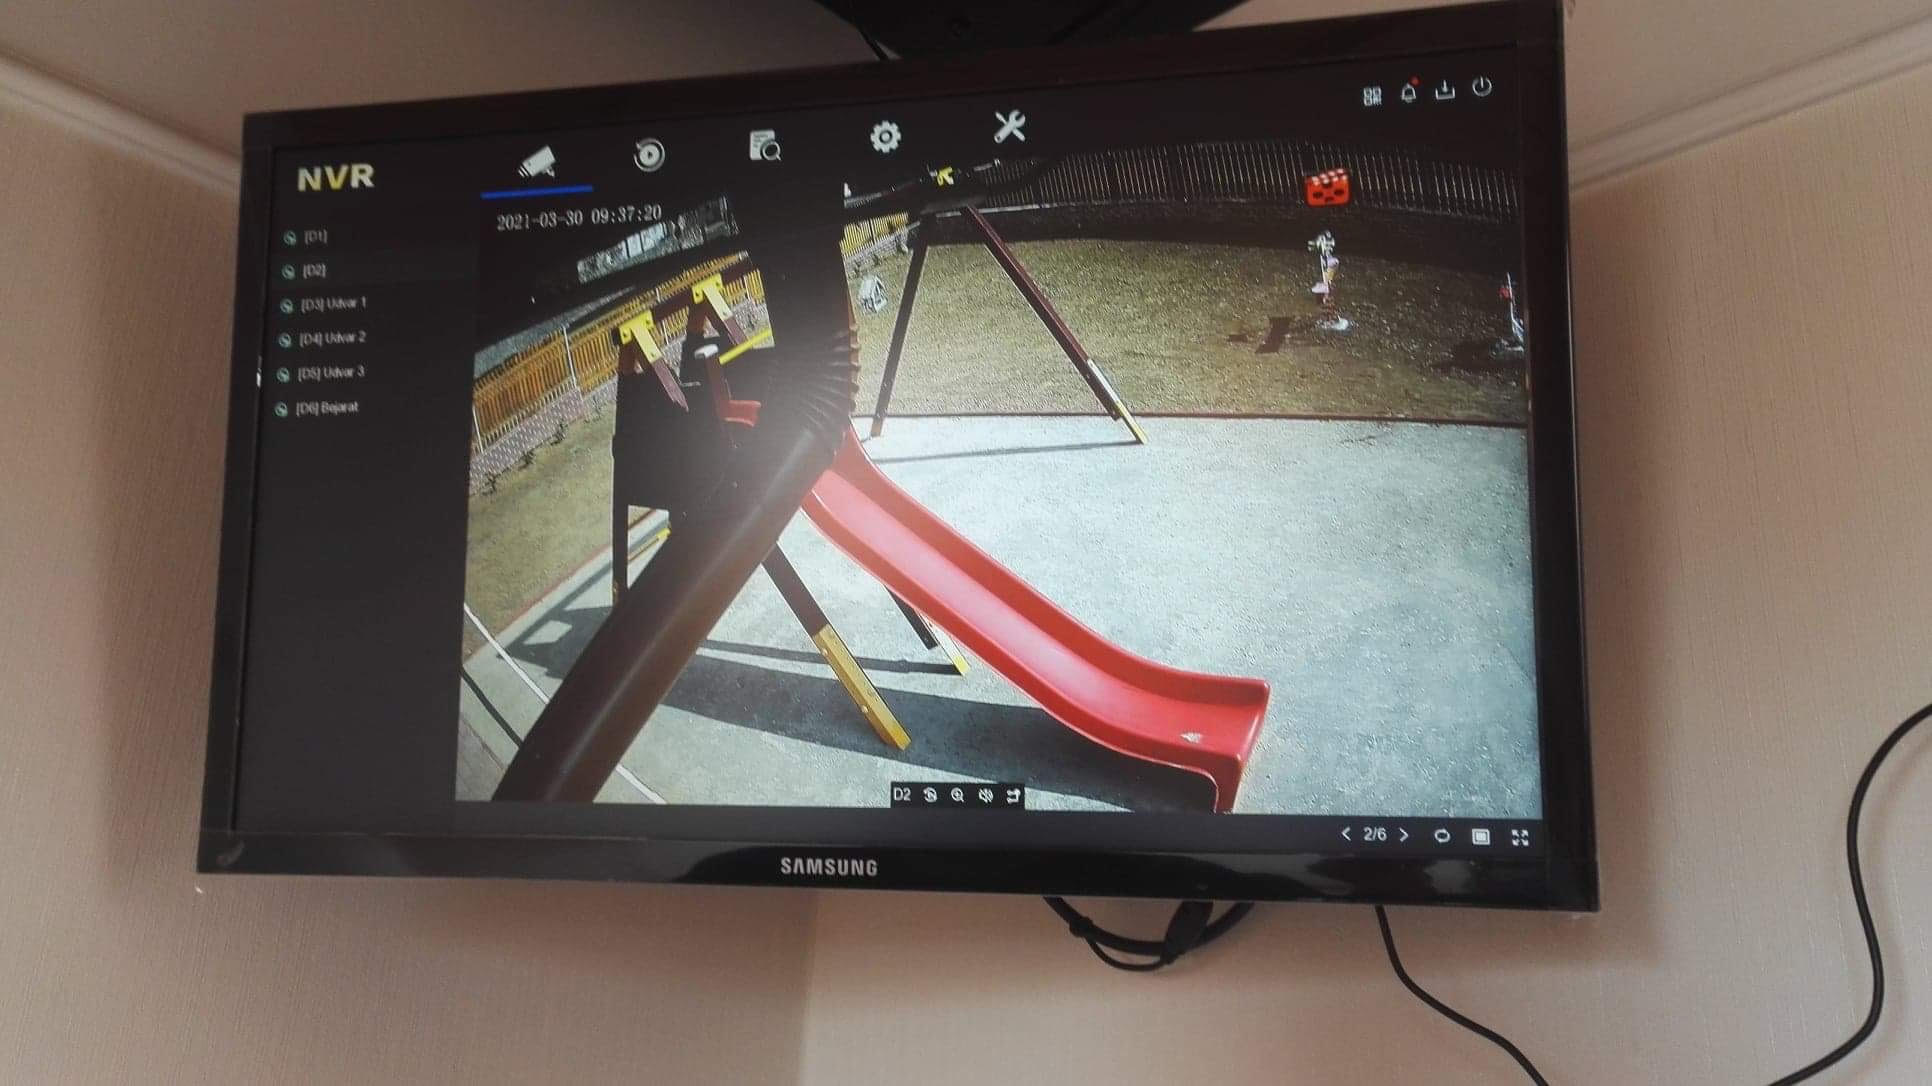 NVR
2021-03-30 09:37:20
[D1]
[D2]
[D3] Udvar 1
[D4] Udvar 2
[D5] Udvar 3
[D6] Bejarat
D2
2/6
SAMSUNG